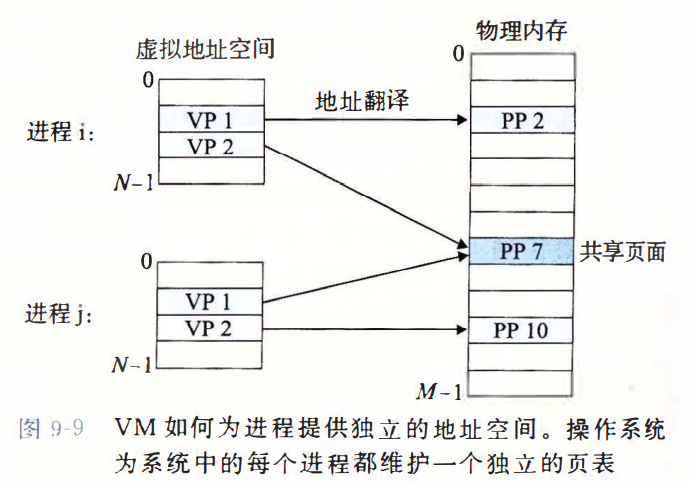 虚拟地址空间
物理内存
0
0
地址翻译
进程 i:
VP 1
VP 2
PP 2
N-1
0
PP 7
共享页面
进程 j:
VP 1
VP 2
PP 10
N-1
M-1
图 9-9 VM 如何为进程提供独立的地址空间。操作系统
为系统中的每个进程都维护一个独立的页表